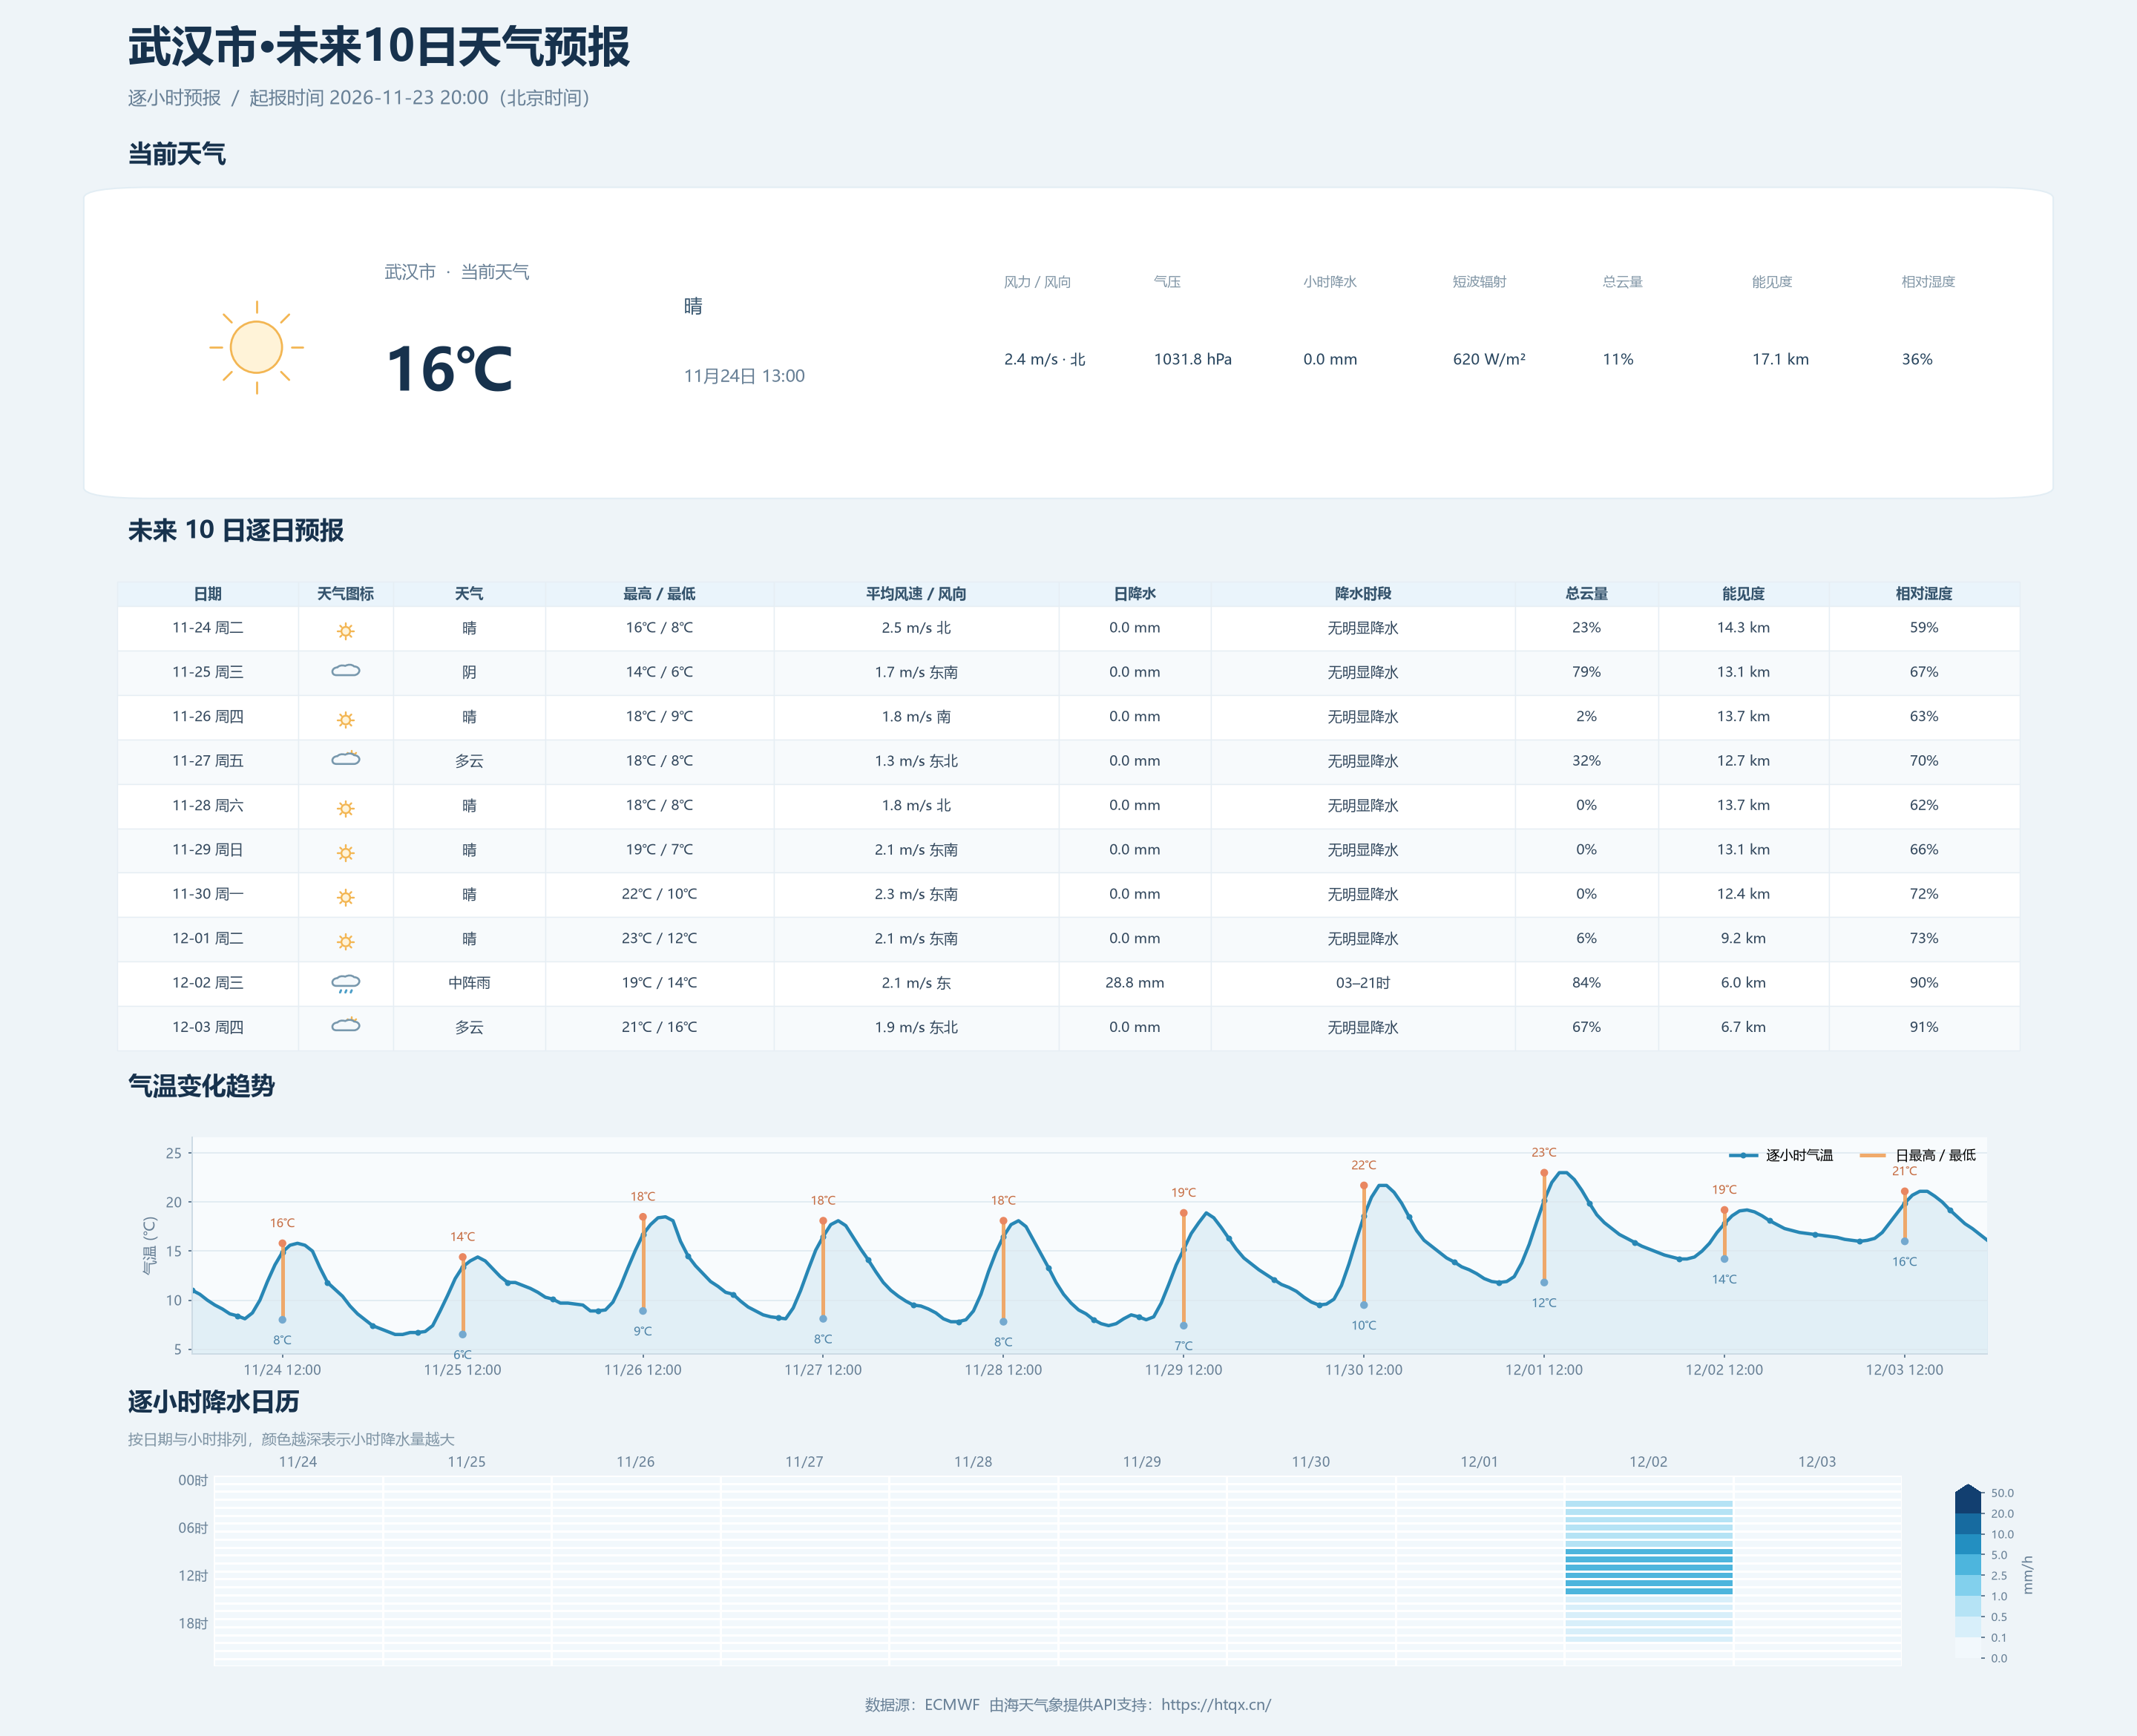 武汉市•未来10日天气预报
逐小时预报 / 起报时间 2026-11-23 20:00（北京时间）
当前天气
武汉市 · 当前天气
16℃
晴
11月24日 13:00
风力 / 风向 气压 小时降水 短波辐射 总云量 能见度 相对湿度
2.4 m/s · 北 1031.8 hPa 0.0 mm 620 W/m² 11% 17.1 km 36%
未来 10 日逐日预报
日期 天气图标 天气 最高 / 最低 平均风速 / 风向 日降水 降水时段 总云量 能见度 相对湿度
11-24 周二 晴 16℃ / 8℃ 2.5 m/s 北 0.0 mm 无明显降水 23% 14.3 km 59%
11-25 周三 阴 14℃ / 6℃ 1.7 m/s 东南 0.0 mm 无明显降水 79% 13.1 km 67%
11-26 周四 晴 18℃ / 9℃ 1.8 m/s 南 0.0 mm 无明显降水 2% 13.7 km 63%
11-27 周五 多云 18℃ / 8℃ 1.3 m/s 东北 0.0 mm 无明显降水 32% 12.7 km 70%
11-28 周六 晴 18℃ / 8℃ 1.8 m/s 北 0.0 mm 无明显降水 0% 13.7 km 62%
11-29 周日 晴 19℃ / 7℃ 2.1 m/s 东南 0.0 mm 无明显降水 0% 13.1 km 66%
11-30 周一 晴 22℃ / 10℃ 2.3 m/s 东南 0.0 mm 无明显降水 0% 12.4 km 72%
12-01 周二 晴 23℃ / 12℃ 2.1 m/s 东南 0.0 mm 无明显降水 6% 9.2 km 73%
12-02 周三 中阵雨 19℃ / 14℃ 2.1 m/s 东 28.8 mm 03–21时 84% 6.0 km 90%
12-03 周四 多云 21℃ / 16℃ 1.9 m/s 东北 0.0 mm 无明显降水 67% 6.7 km 91%
气温变化趋势
气温 (℃)
25
20
15
10
5
逐小时气温 日最高 / 最低
16℃ 14℃ 18℃ 18℃ 18℃ 19℃ 22℃ 23℃ 19℃ 21℃
8℃ 6℃ 9℃ 8℃ 8℃ 7℃ 10℃ 12℃ 14℃ 16℃
11/24 12:00 11/25 12:00 11/26 12:00 11/27 12:00 11/28 12:00 11/29 12:00 11/30 12:00 12/01 12:00 12/02 12:00 12/03 12:00
逐小时降水日历
按日期与小时排列，颜色越深表示小时降水量越大
11/24 11/25 11/26 11/27 11/28 11/29 11/30 12/01 12/02 12/03
00时
06时
12时
18时
50.0
20.0
10.0
5.0
2.5
1.0
0.5
0.1
0.0
mm/h
数据源：ECMWF 由海天气象提供API支持：https://htqx.cn/